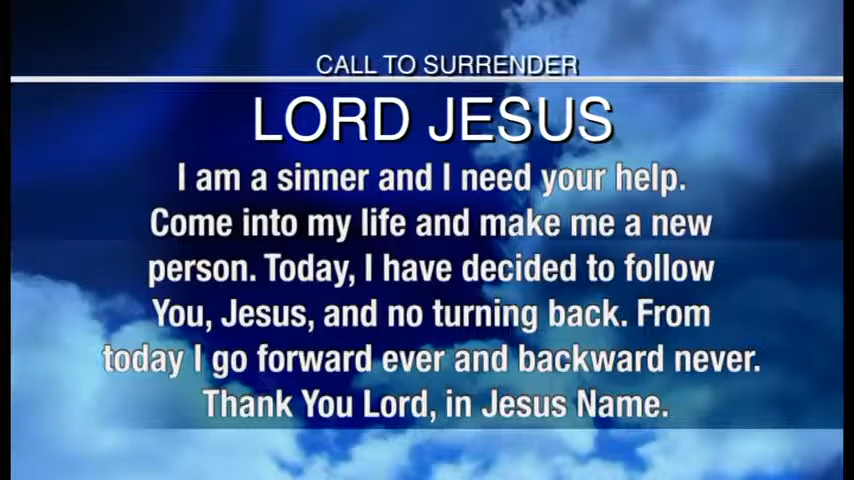 CALL TO SURRENDER
LORD JESUS
I am a sinner and I need your help.
Come into my life and make me a new
person. Today, I have decided to follow
You, Jesus, and no turning back. From
today I go forward ever and backward never.
Thank You Lord, in Jesus Name.